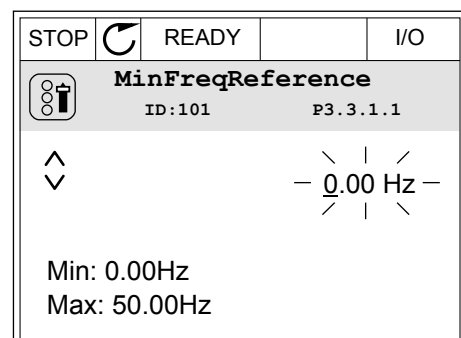 STOP READY I/O
MinFreqReference
ID:101 P3.3.1.1
0.00 Hz
Min: 0.00Hz
Max: 50.00Hz